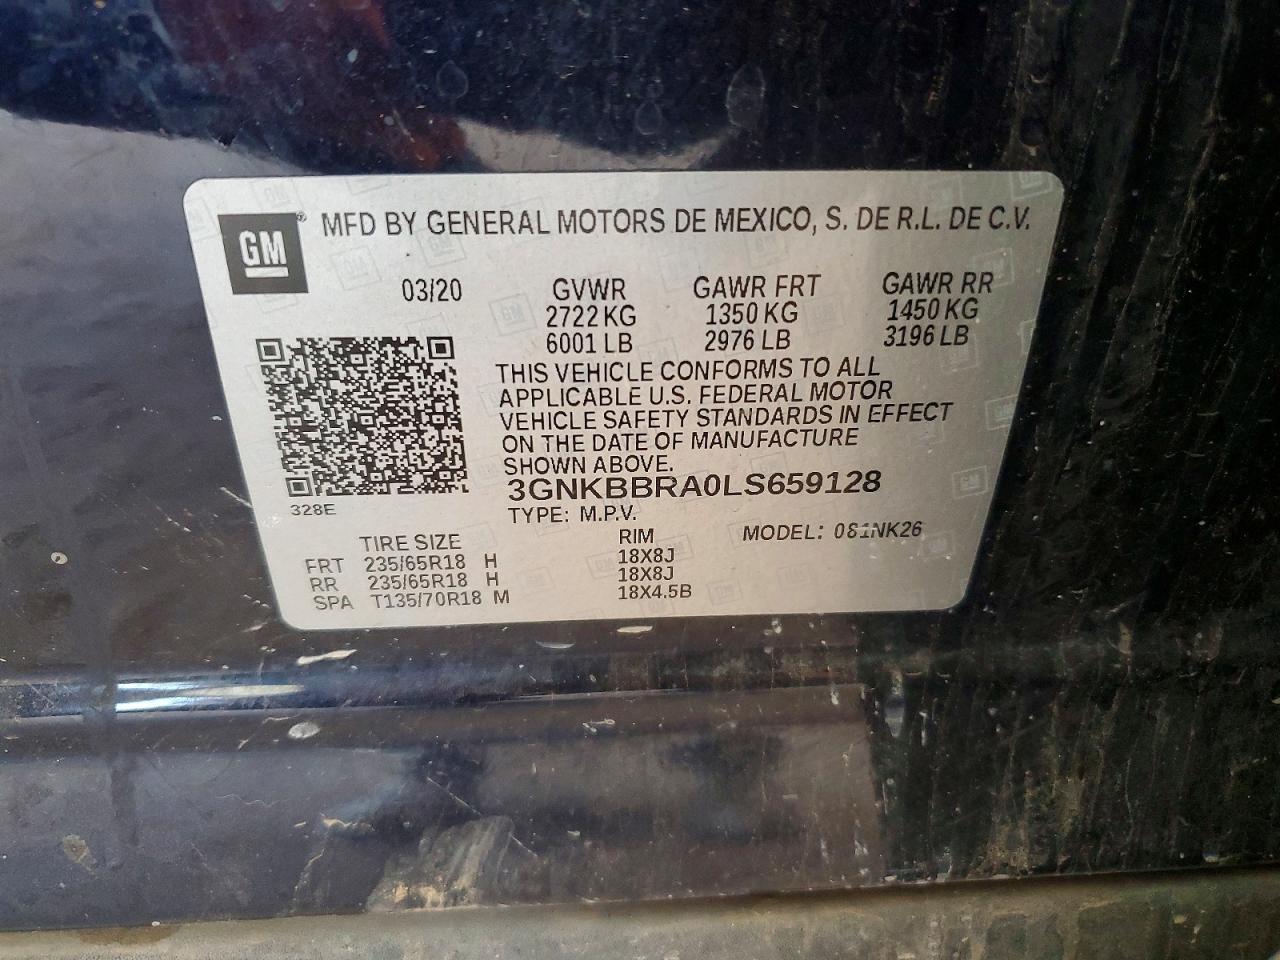 GM ® MFD BY GENERAL MOTORS DE MEXICO, S. DE R.L. DE C.V.
03/20 GVWR GAWR FRT GAWR RR
2722 KG 1350 KG 1450 KG
6001 LB 2976 LB 3196 LB
THIS VEHICLE CONFORMS TO ALL
APPLICABLE U.S. FEDERAL MOTOR
VEHICLE SAFETY STANDARDS IN EFFECT
ON THE DATE OF MANUFACTURE
SHOWN ABOVE.
3GNKBBRA0LS659128
328E
TYPE: M.P.V. MODEL: 081NK26
TIRE SIZE RIM
FRT 235/65R18 H 18X8J
RR 235/65R18 H 18X8J
SPA T135/70R18 M 18X4.5B